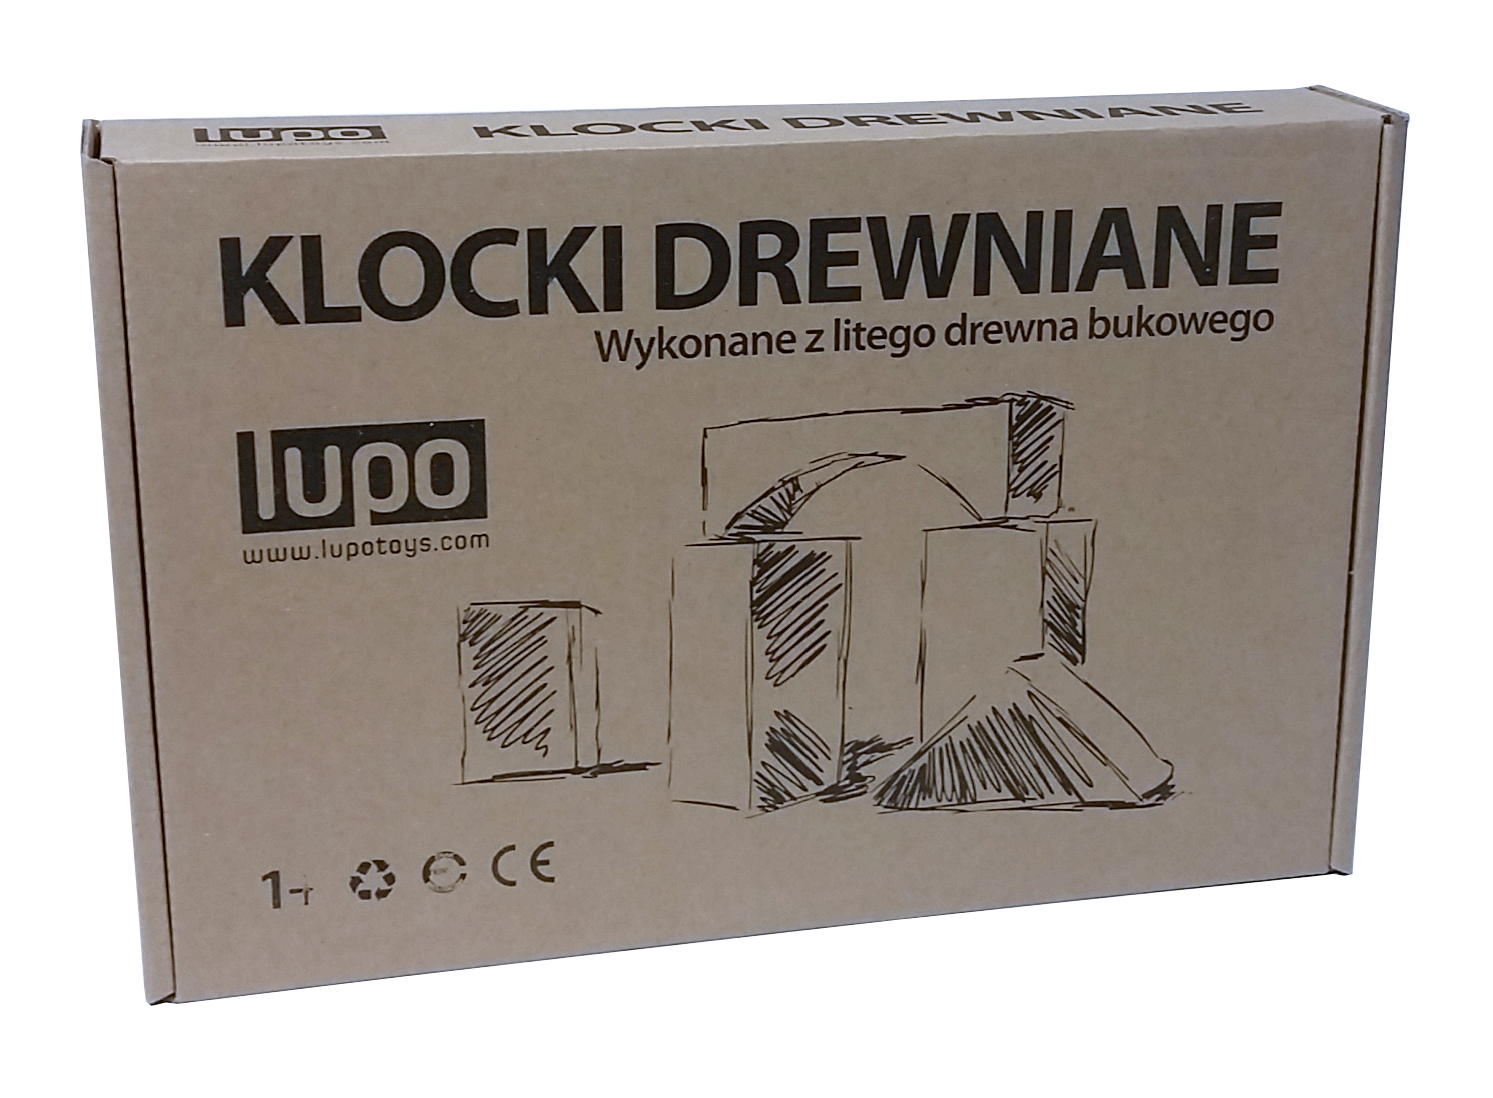 lupo KLOCKI DREWNIANE
www.lupotoys.com
KLOCKI DREWNIANE
Wykonane z litego drewna bukowego
lupo
www.lupotoys.com
1+ CE